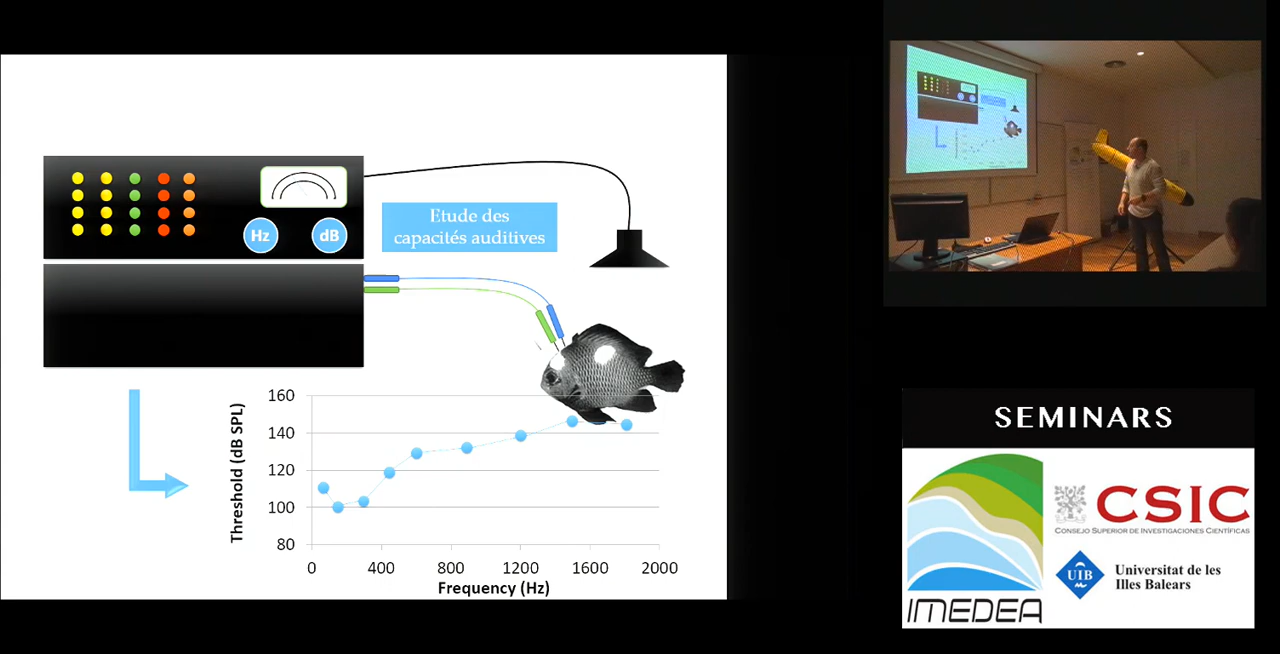 Hz
dB
Etude des
capacités auditives
Threshold (dB SPL)
160
140
120
100
80
0
400
800
1200
1600
2000
Frequency (Hz)
SEMINARS
CSIC
CONSEJO SUPERIOR DE INVESTIGACIONES CIENTÍFICAS
UIB
Universitat de les
Illes Balears
IMEDEA